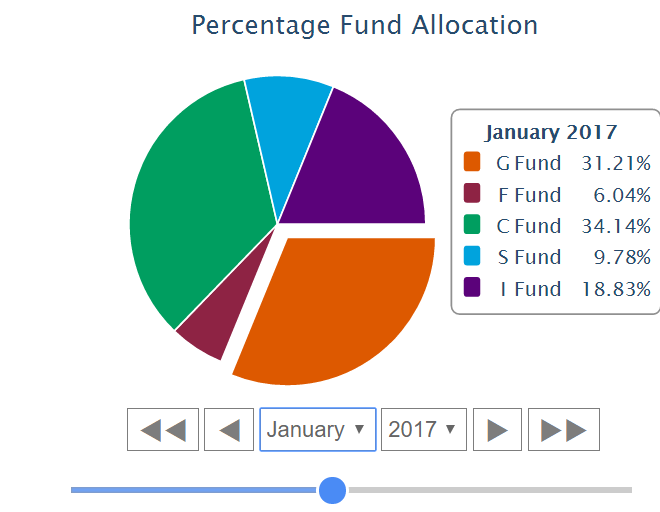 Percentage Fund Allocation
January 2017
G Fund 31.21%
F Fund 6.04%
C Fund 34.14%
S Fund 9.78%
I Fund 18.83%
January 2017